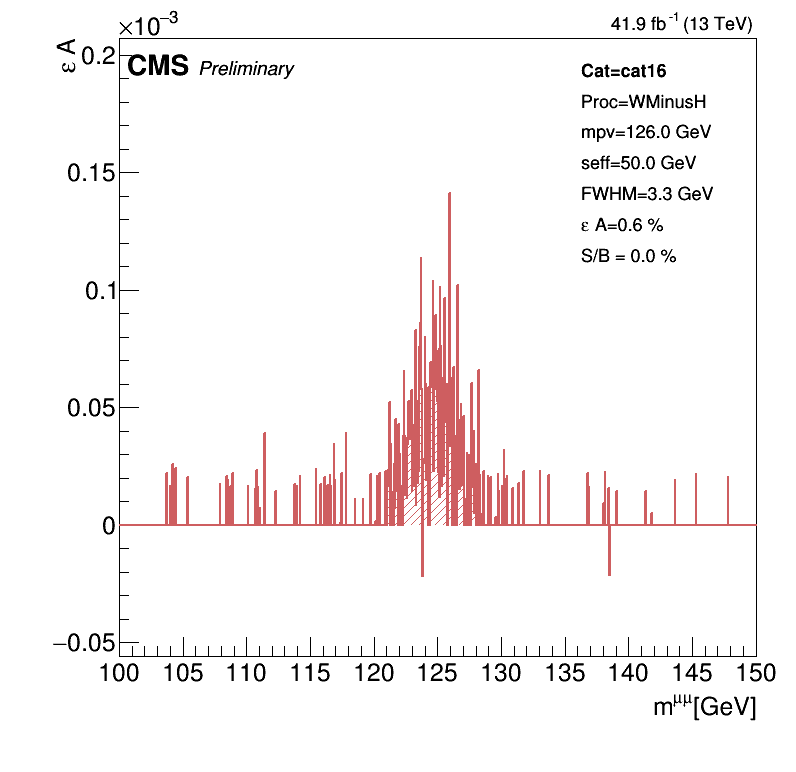 ×10⁻³
41.9 fb⁻¹ (13 TeV)
ε A
CMS Preliminary
Cat=cat16
Proc=WMinusH
mpv=126.0 GeV
seff=50.0 GeV
FWHM=3.3 GeV
ε A=0.6 %
S/B = 0.0 %
0.2
0.15
0.1
0.05
0
−0.05
100 105 110 115 120 125 130 135 140 145 150
m^μμ[GeV]